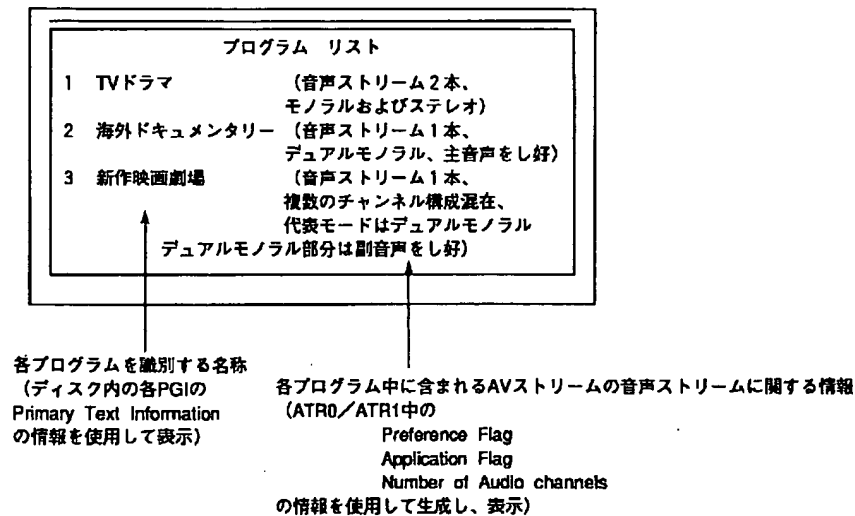 プログラム リスト
1 TVドラマ （音声ストリーム2本、
モノラルおよびステレオ）
2 海外ドキュメンタリー （音声ストリーム1本、
デュアルモノラル、主音声をし好）
3 新作映画劇場 （音声ストリーム1本、
複数のチャンネル構成混在、
代表モードはデュアルモノラル
デュアルモノラル部分は副音声をし好）
各プログラムを識別する名称
（ディスク内の各PGIの
Primary Text Information
の情報を使用して表示）
各プログラム中に含まれるAVストリームの音声ストリームに関する情報
（ATR0／ATR1中の
Preference Flag
Application Flag
Number of Audio channels
の情報を使用して生成し、表示）